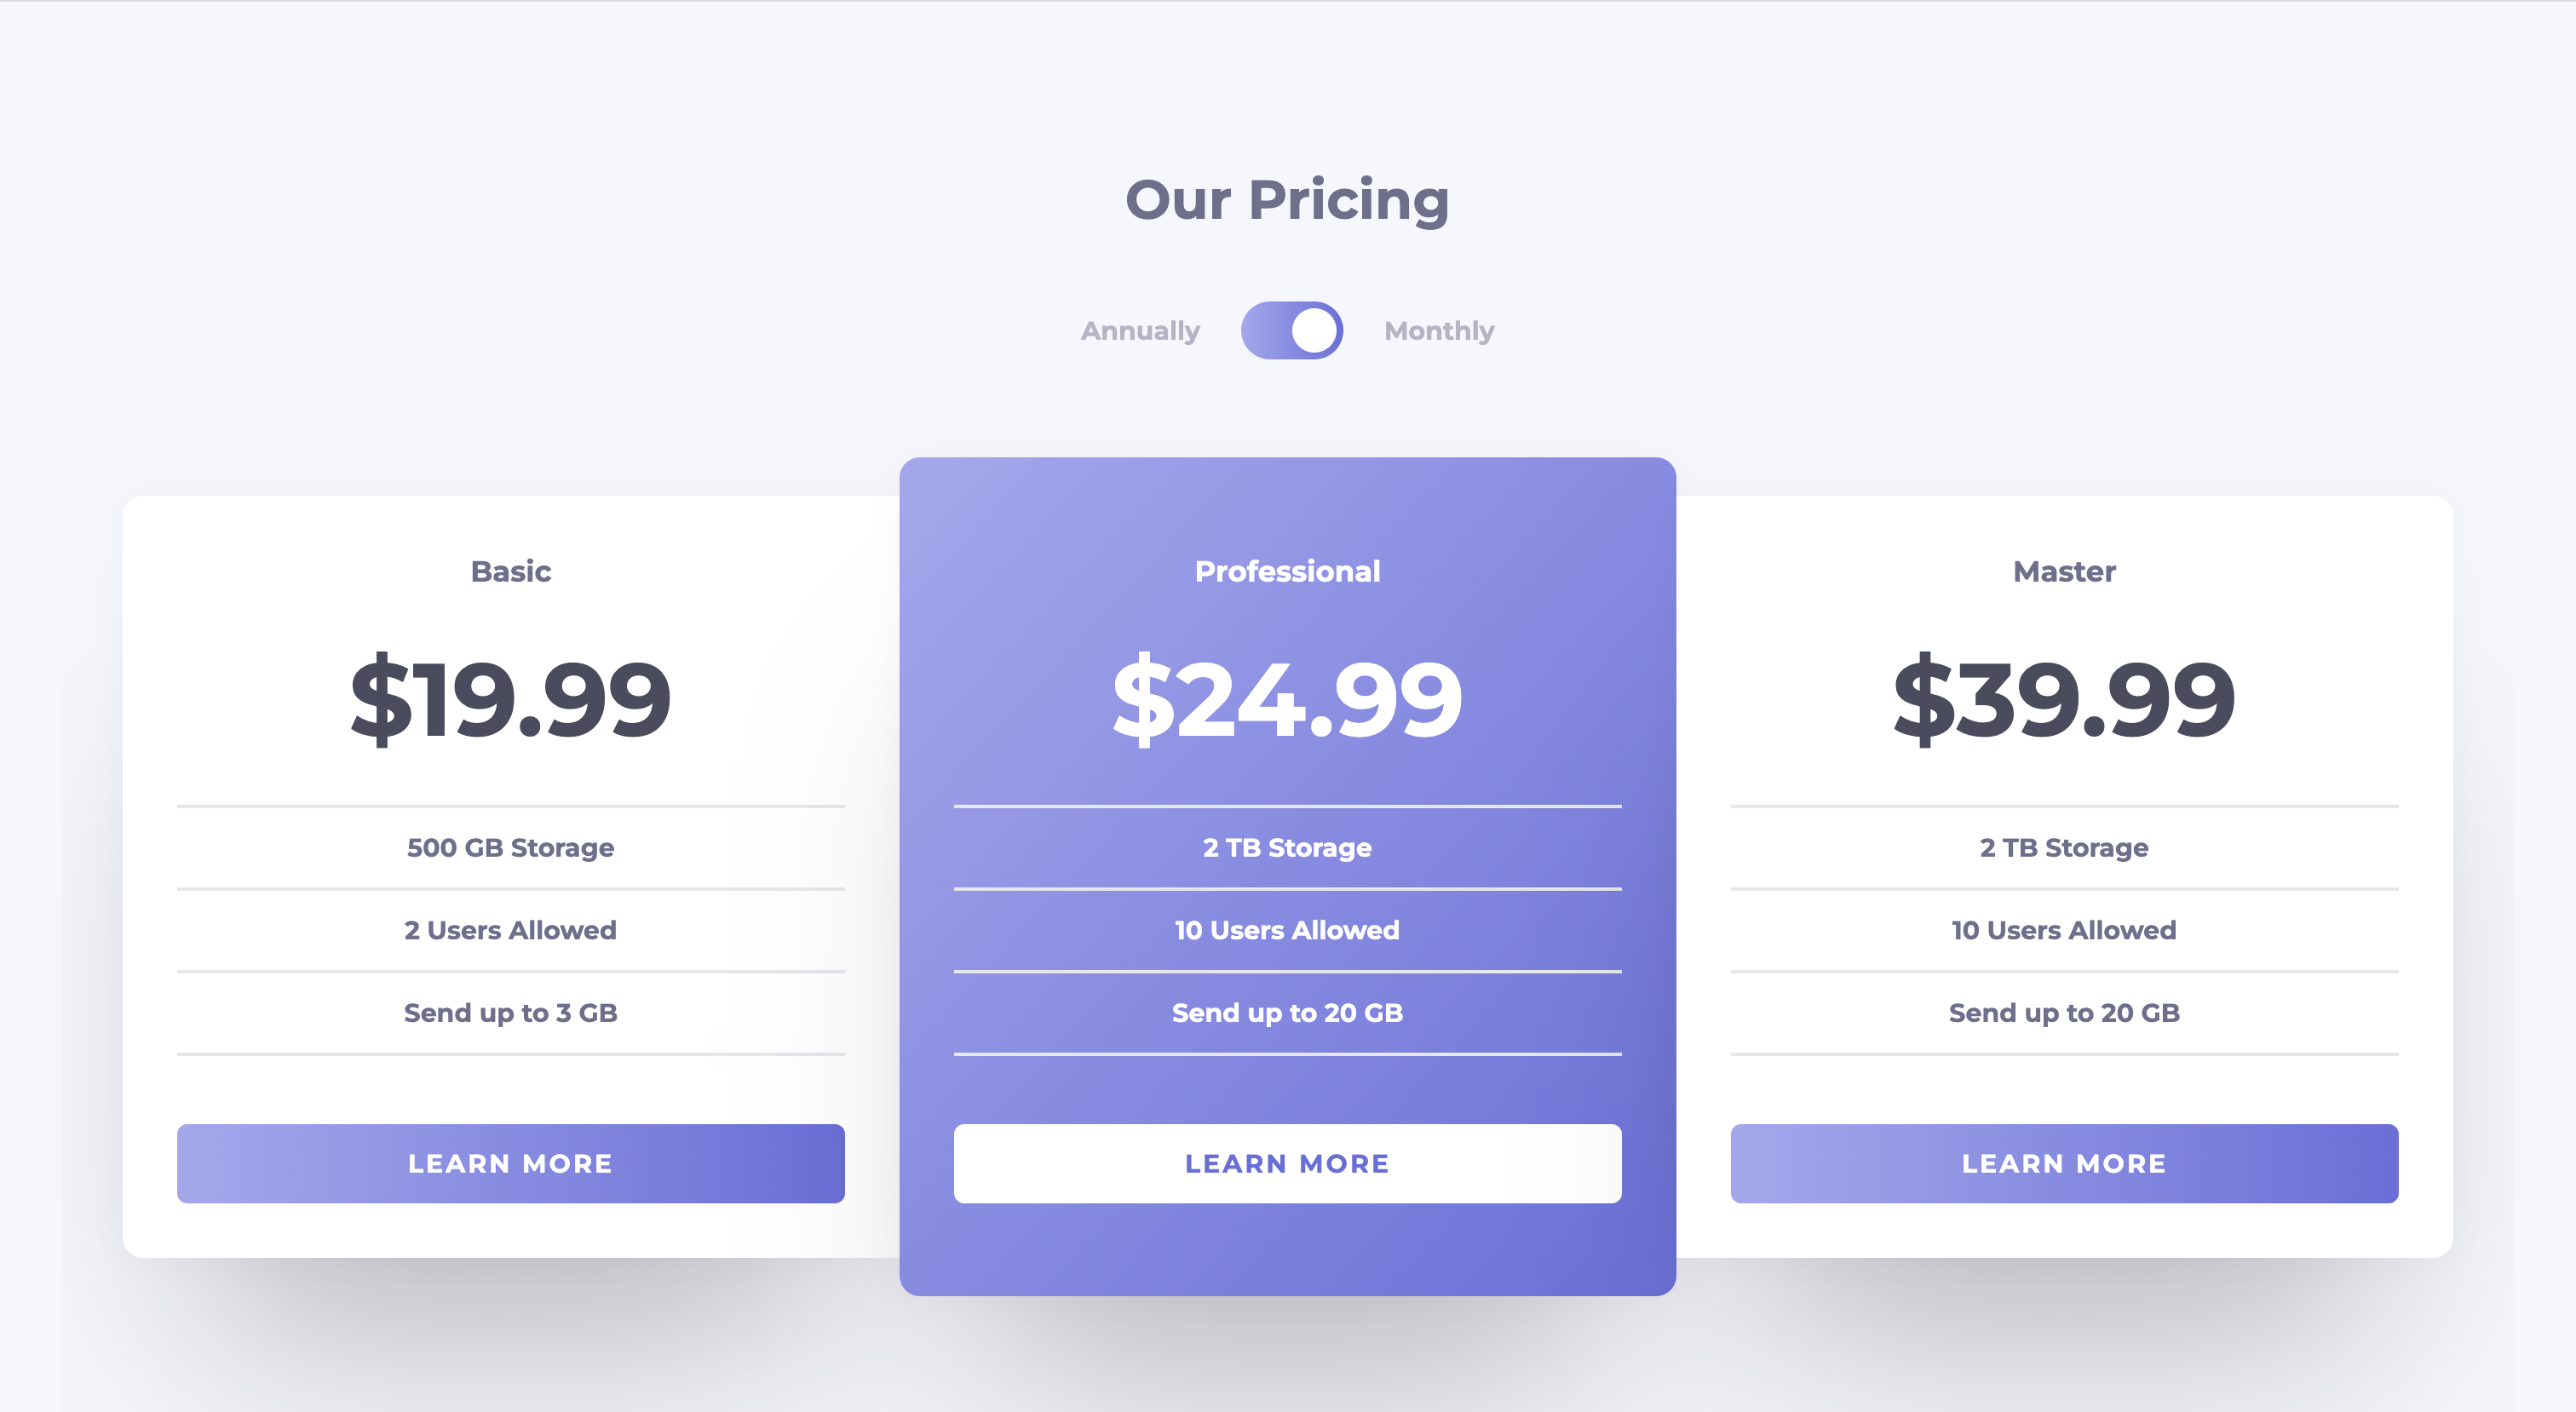 Our Pricing
Annually
Monthly
Basic
$19.99
500 GB Storage
2 Users Allowed
Send up to 3 GB
LEARN MORE
Professional
$24.99
2 TB Storage
10 Users Allowed
Send up to 20 GB
LEARN MORE
Master
$39.99
2 TB Storage
10 Users Allowed
Send up to 20 GB
LEARN MORE